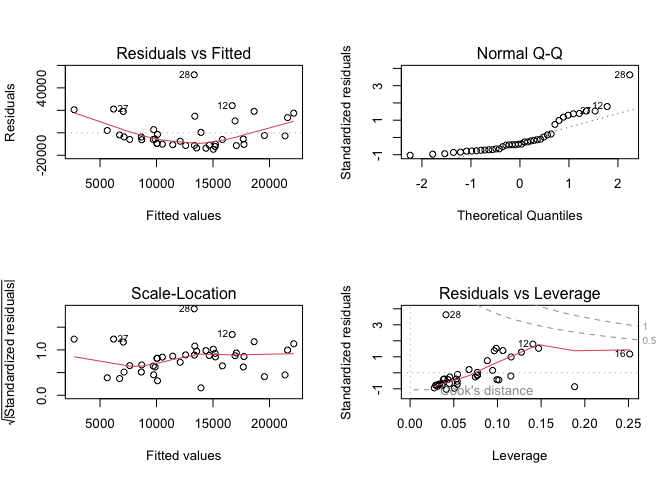 Residuals vs Fitted
Residuals
40000
-20000
28
27
12
5000 10000 15000 20000
Fitted values
Normal Q-Q
Standardized residuals
3
1
-1
28
12
27
-2 -1 0 1 2
Theoretical Quantiles
Scale-Location
√|Standardized residuals|
1.0
0.0
28
27
12
5000 10000 15000 20000
Fitted values
Residuals vs Leverage
Standardized residuals
3
1
-1
28
12
16
1
0.5
Cook's distance
0.00 0.05 0.10 0.15 0.20 0.25
Leverage